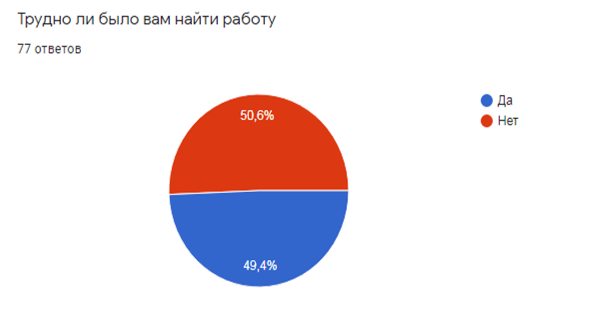 Трудно ли было вам найти работу
77 ответов
Да
Нет
50,6%
49,4%